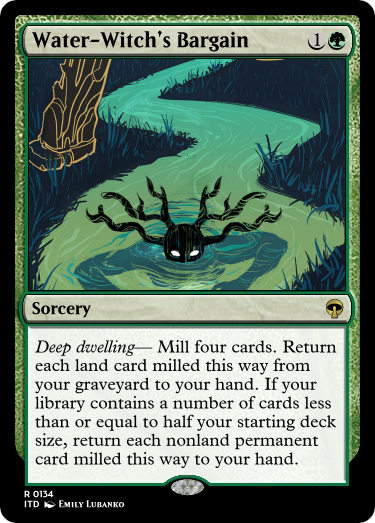 Water-Witch's Bargain 1
Sorcery
Deep dwelling— Mill four cards. Return
each land card milled this way from
your graveyard to your hand. If your
library contains a number of cards less
than or equal to half your starting deck
size, return each nonland permanent
card milled this way to your hand.
R 0134
ITD Emily Lubanko